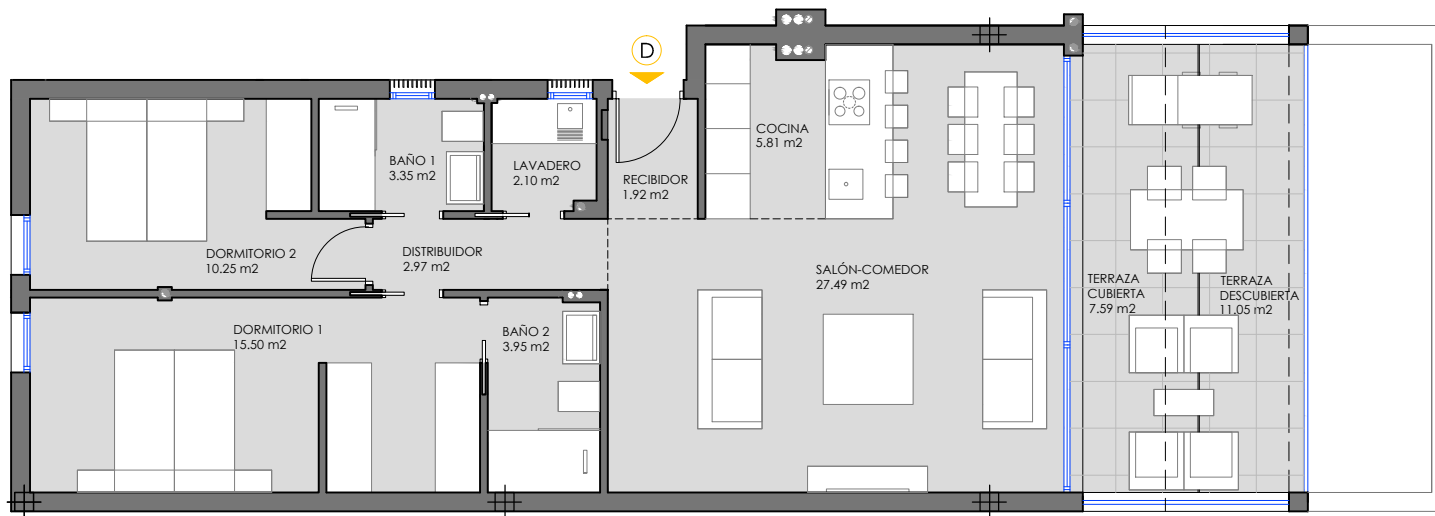 D
COCINA
5.81 m2
BAÑO 1
3.35 m2
LAVADERO
2.10 m2
RECIBIDOR
1.92 m2
DORMITORIO 2
10.25 m2
DISTRIBUIDOR
2.97 m2
SALÓN-COMEDOR
27.49 m2
TERRAZA
CUBIERTA
7.59 m2
TERRAZA
DESCUBIERTA
11.05 m2
DORMITORIO 1
15.50 m2
BAÑO 2
3.95 m2